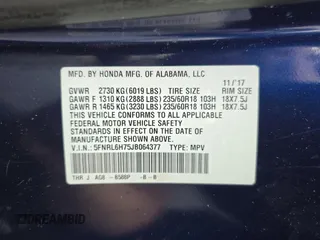 MFD. BY HONDA MFG. OF ALABAMA, LLC
11/'17
GVWR 2730 KG(6019 LBS) TIRE SIZE RIM SIZE
GAWR F 1310 KG(2888 LBS) 235/60R18 103H 18X7.5J
GAWR R 1465 KG(3230 LBS) 235/60R18 103H 18X7.5J
THIS VEHICLE CONFORMS TO ALL APPLICABLE
FEDERAL MOTOR VEHICLE SAFETY STANDARDS
IN EFFECT ON THE DATE OF
MANUFACTURE SHOWN ABOVE.
V.I.N.: 5FNRL6H75JB064377 TYPE: MPV
THR J
DREAMBID